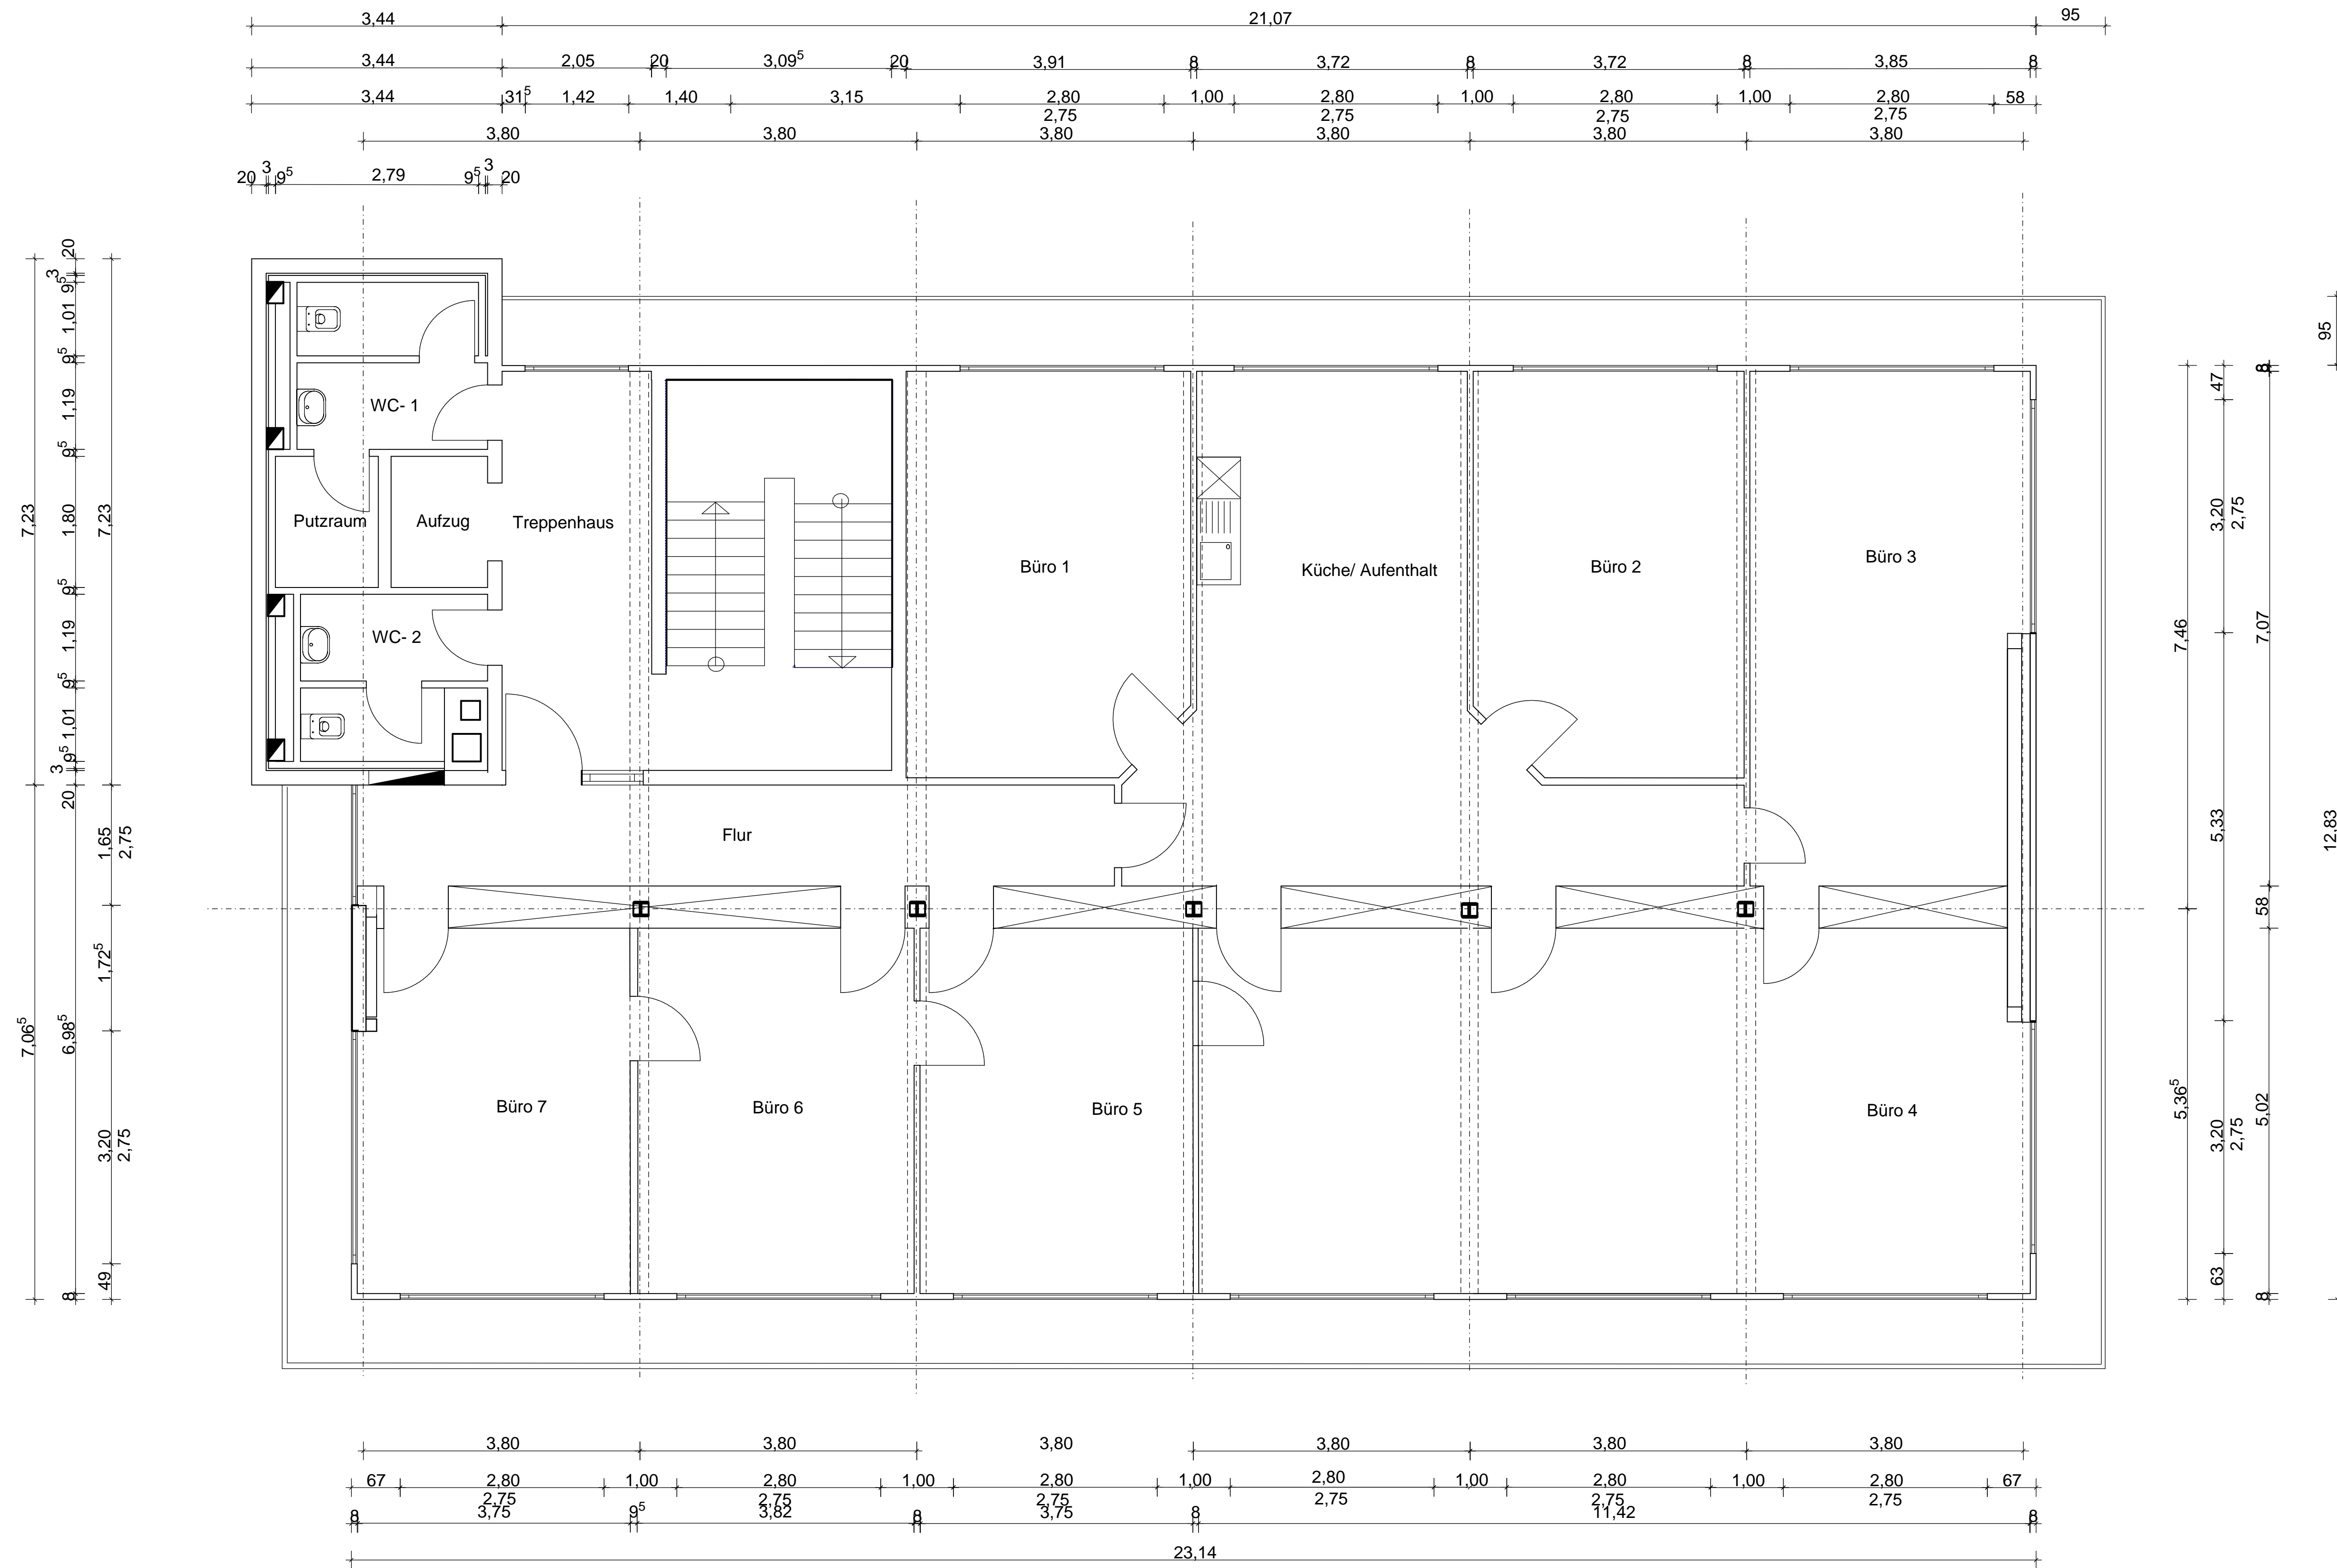 3,44 21,07 95
3,44 2,05 20 3,09⁵ 20 3,91 8 3,72 8 3,72 8 3,85 8
3,44 31⁵ 1,42 1,40 3,15 2,80 1,00 2,80 1,00 2,80 1,00 2,80 58
2,75 2,75 2,75 2,75
3,80 3,80 3,80 3,80 3,80 3,80
20 3 9⁵ 2,79 9⁵ 3 20
7,23
7,06⁵
20
3
9⁵
1,01
9⁵
1,19
9⁵
1,80
9⁵
1,19
9⁵
1,01
9⁵
3
20
6,98⁵
8
7,23
1,65
2,75
1,72⁵
3,20
2,75
49
WC- 1
Putzraum
Aufzug
Treppenhaus
WC- 2
Büro 1
Küche/ Aufenthalt
Büro 2
Büro 3
Flur
Büro 7
Büro 6
Büro 5
Büro 4
7,46
5,36⁵
47
3,20
2,75
5,33
3,20
2,75
63
8
7,07
58
5,02
8
95
12,83
3,80 3,80 3,80 3,80 3,80 3,80
67 2,80 1,00 2,80 1,00 2,80 1,00 2,80 1,00 2,80 1,00 2,80 67
2,75 2,75 2,75 2,75 2,75 2,75
8 3,75 9⁵ 3,82 8 3,75 8 11,42 8
23,14